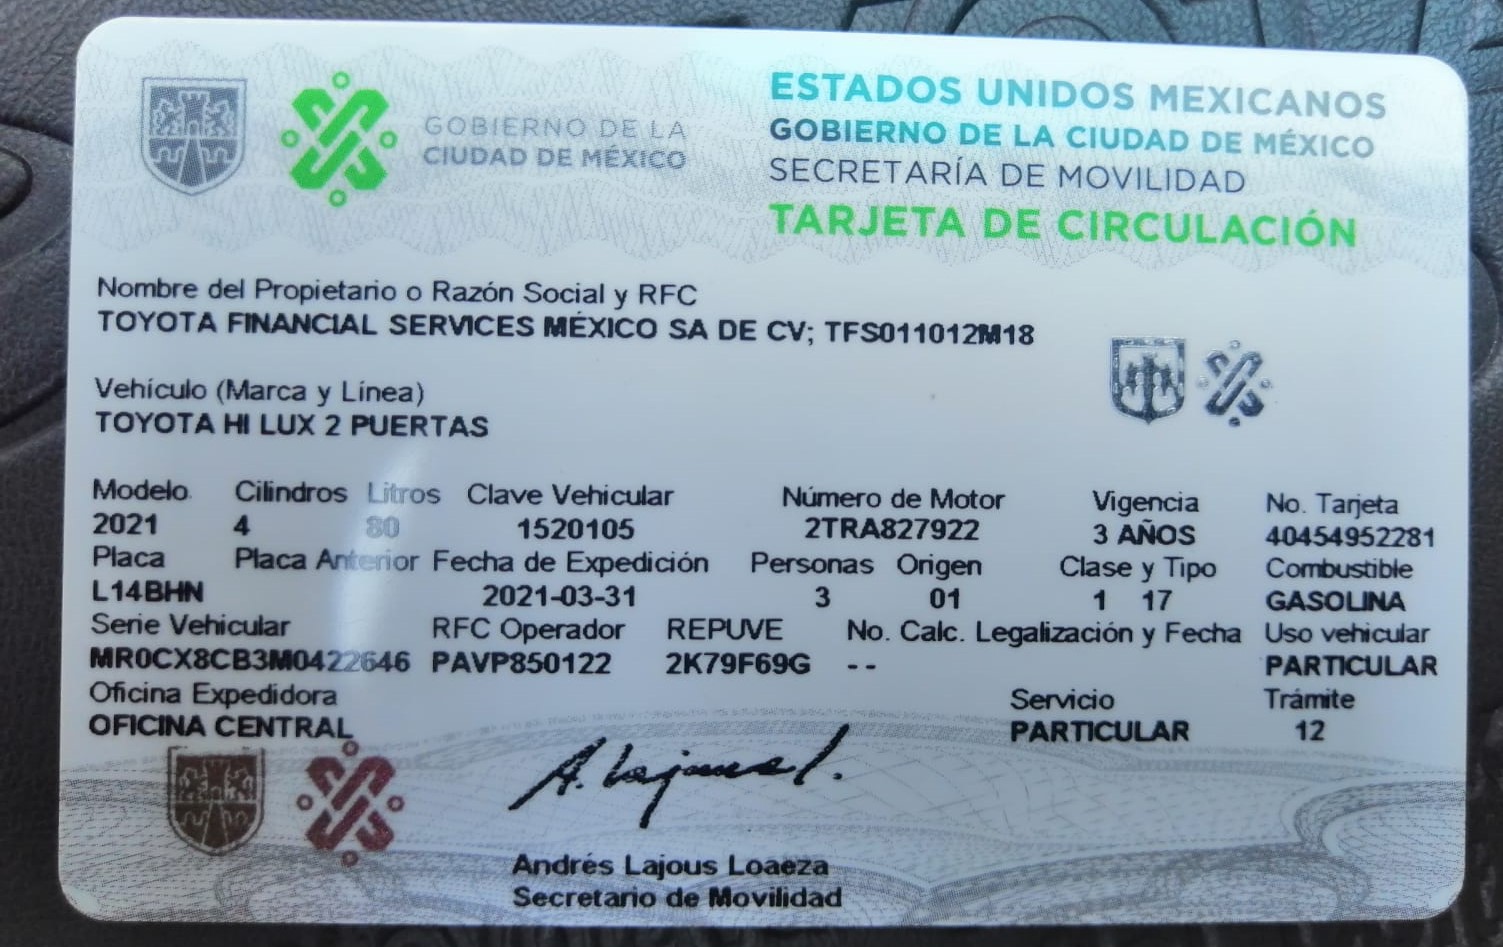 GOBIERNO DE LA
CIUDAD DE MÉXICO
ESTADOS UNIDOS MEXICANOS
GOBIERNO DE LA CIUDAD DE MÉXICO
SECRETARÍA DE MOVILIDAD
TARJETA DE CIRCULACIÓN
Nombre del Propietario o Razón Social y RFC
TOYOTA FINANCIAL SERVICES MÉXICO SA DE CV; TFS011012M18
Vehículo (Marca y Línea)
TOYOTA HI LUX 2 PUERTAS
Modelo Cilindros Litros Clave Vehicular Número de Motor Vigencia No. Tarjeta
2021 4 80 1520105 2TRA827922 3 AÑOS 40454952281
Placa Placa Anterior Fecha de Expedición Personas Origen Clase y Tipo Combustible
L14BHN 2021-03-31 3 01 1 17 GASOLINA
Serie Vehicular RFC Operador REPUVE No. Calc. Legalización y Fecha Uso vehicular
MR0CX8CB3M0422646 PAVP850122 2K79F69G -- PARTICULAR
Oficina Expedidora Servicio Trámite
OFICINA CENTRAL PARTICULAR 12
A. Lajous L.
Andrés Lajous Loaeza
Secretario de Movilidad